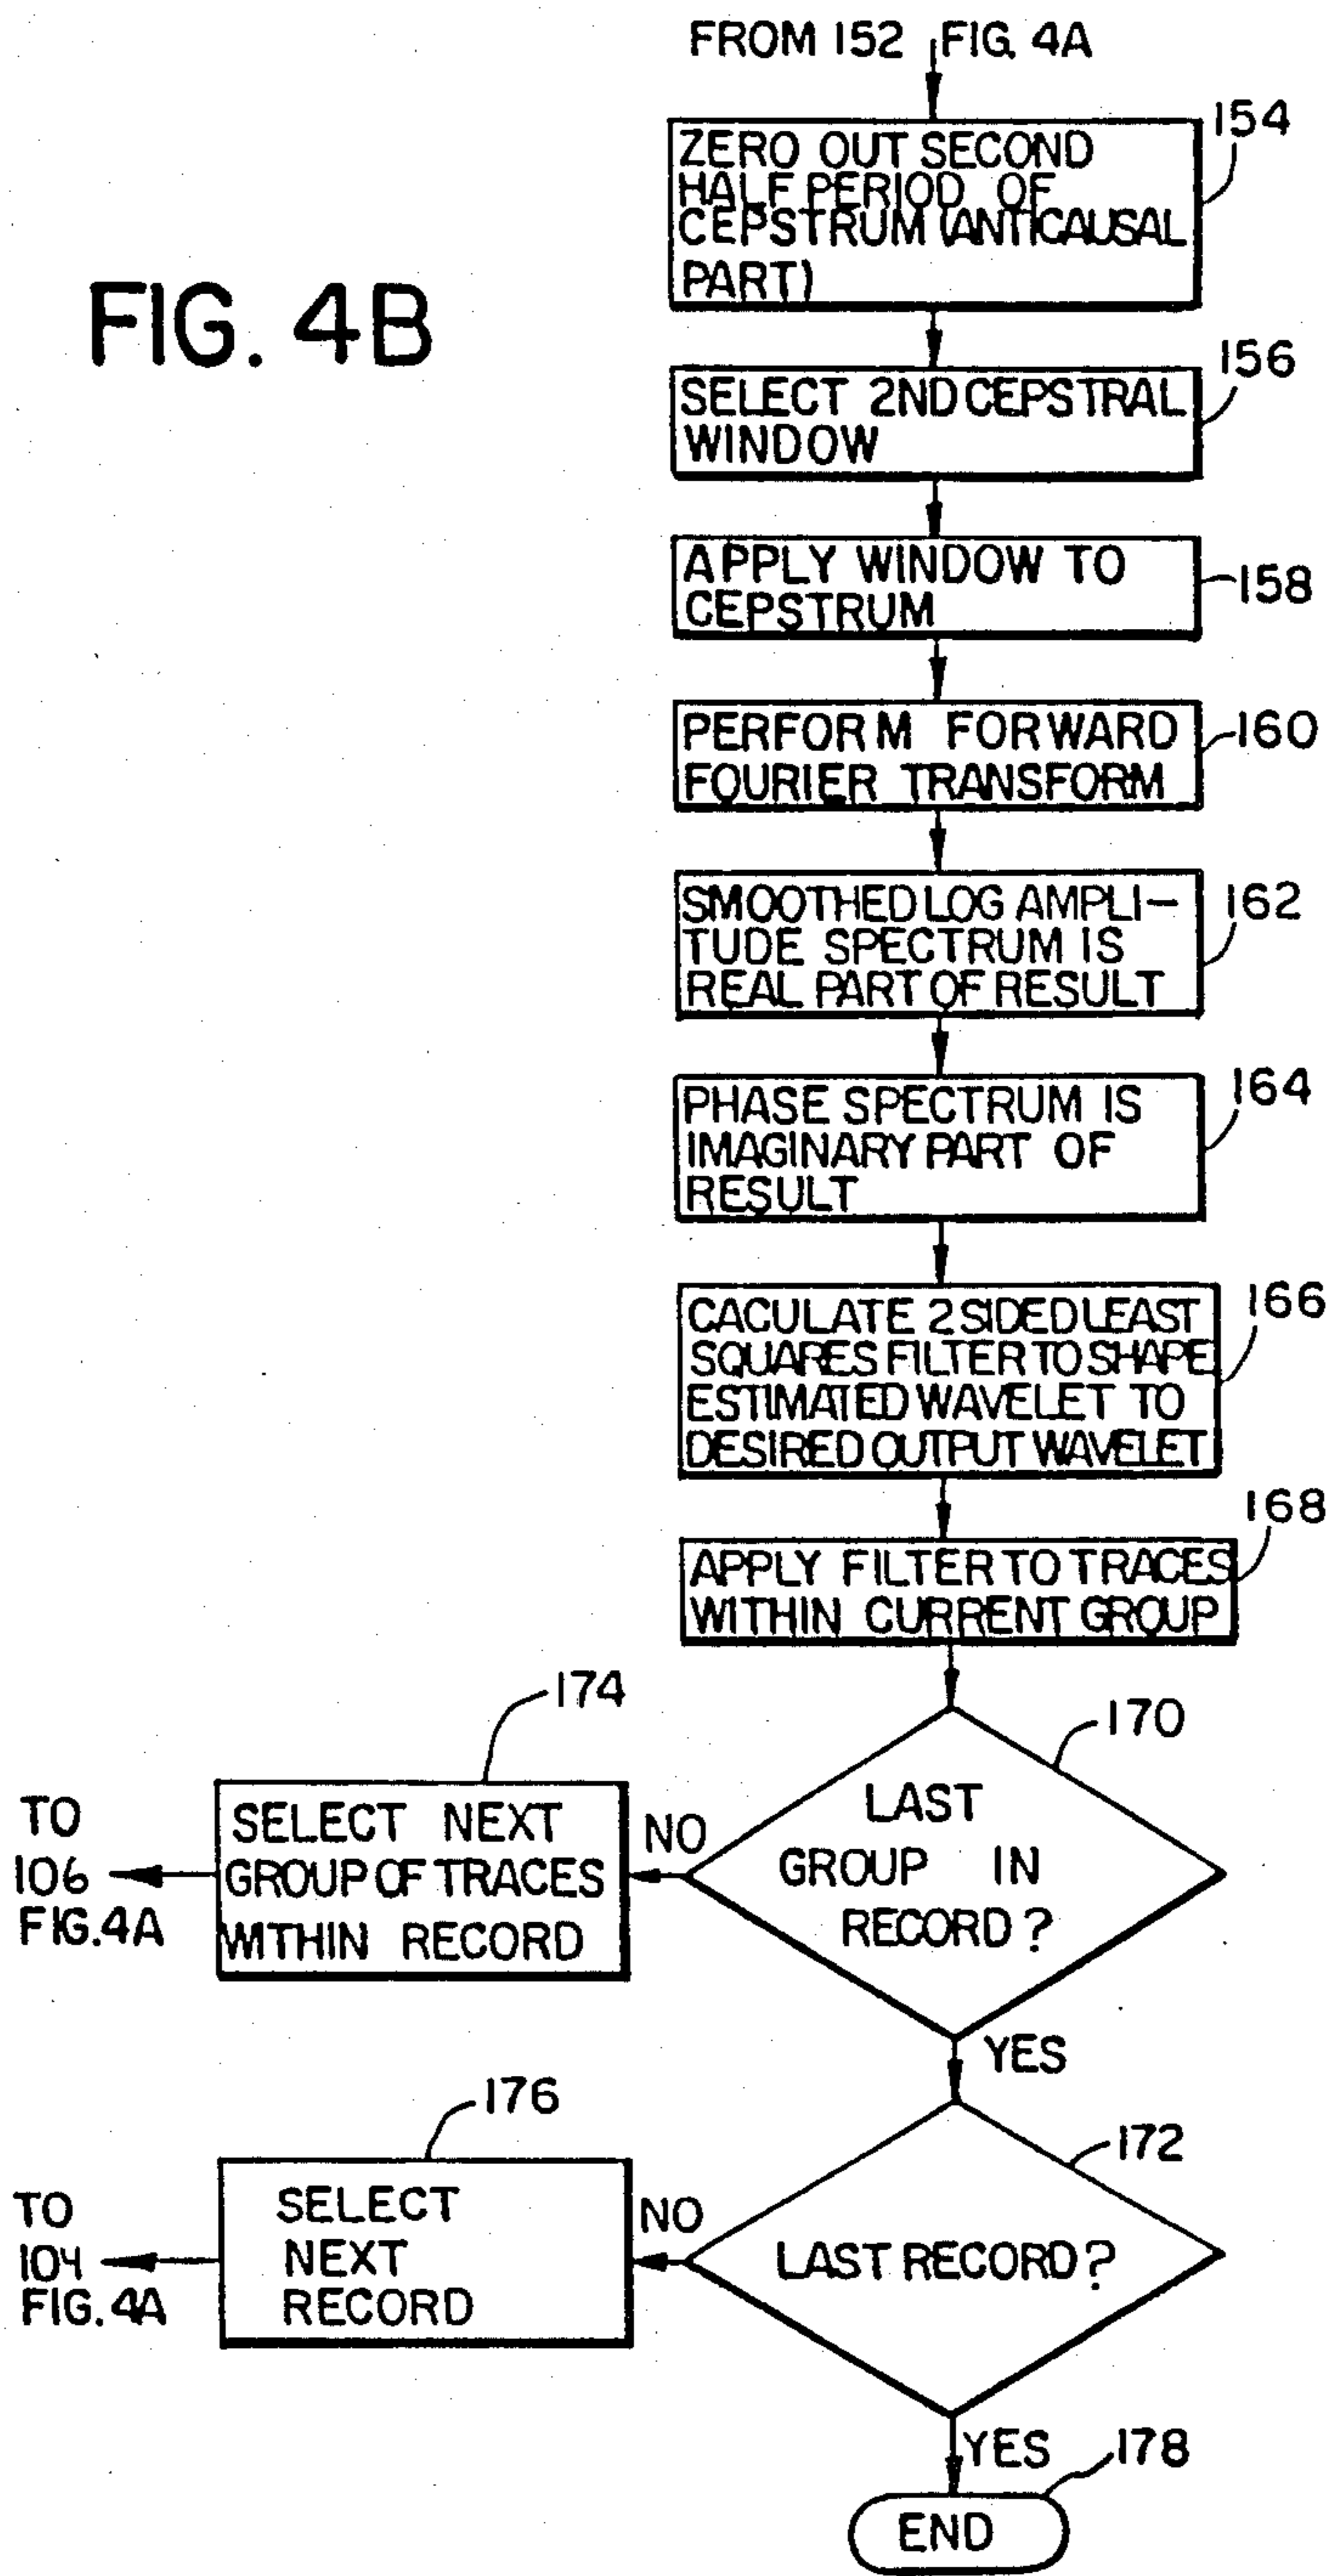 FROM 152 FIG. 4A
154
ZERO OUT SECOND
HALF PERIOD OF
CEPSTRUM (ANTICAUSAL
PART)
FIG. 4B
156
SELECT 2ND CEPSTRAL
WINDOW
APPLY WINDOW TO
CEPSTRUM
158
PERFORM FORWARD
FOURIER TRANSFORM
160
SMOOTHED LOG AMPLI-
TUDE SPECTRUM IS
REAL PART OF RESULT
162
PHASE SPECTRUM IS
IMAGINARY PART OF
RESULT
164
CACULATE 2 SIDED LEAST
SQUARES FILTER TO SHAPE
ESTIMATED WAVELET TO
DESIRED OUTPUT WAVELET
166
168
APPLY FILTER TO TRACES
WITHIN CURRENT GROUP
170
LAST
GROUP IN
RECORD?
NO
174
SELECT NEXT
GROUP OF TRACES
WITHIN RECORD
TO
106
FIG. 4A
YES
172
LAST RECORD?
NO
176
SELECT
NEXT
RECORD
TO
104
FIG. 4A
YES
178
END